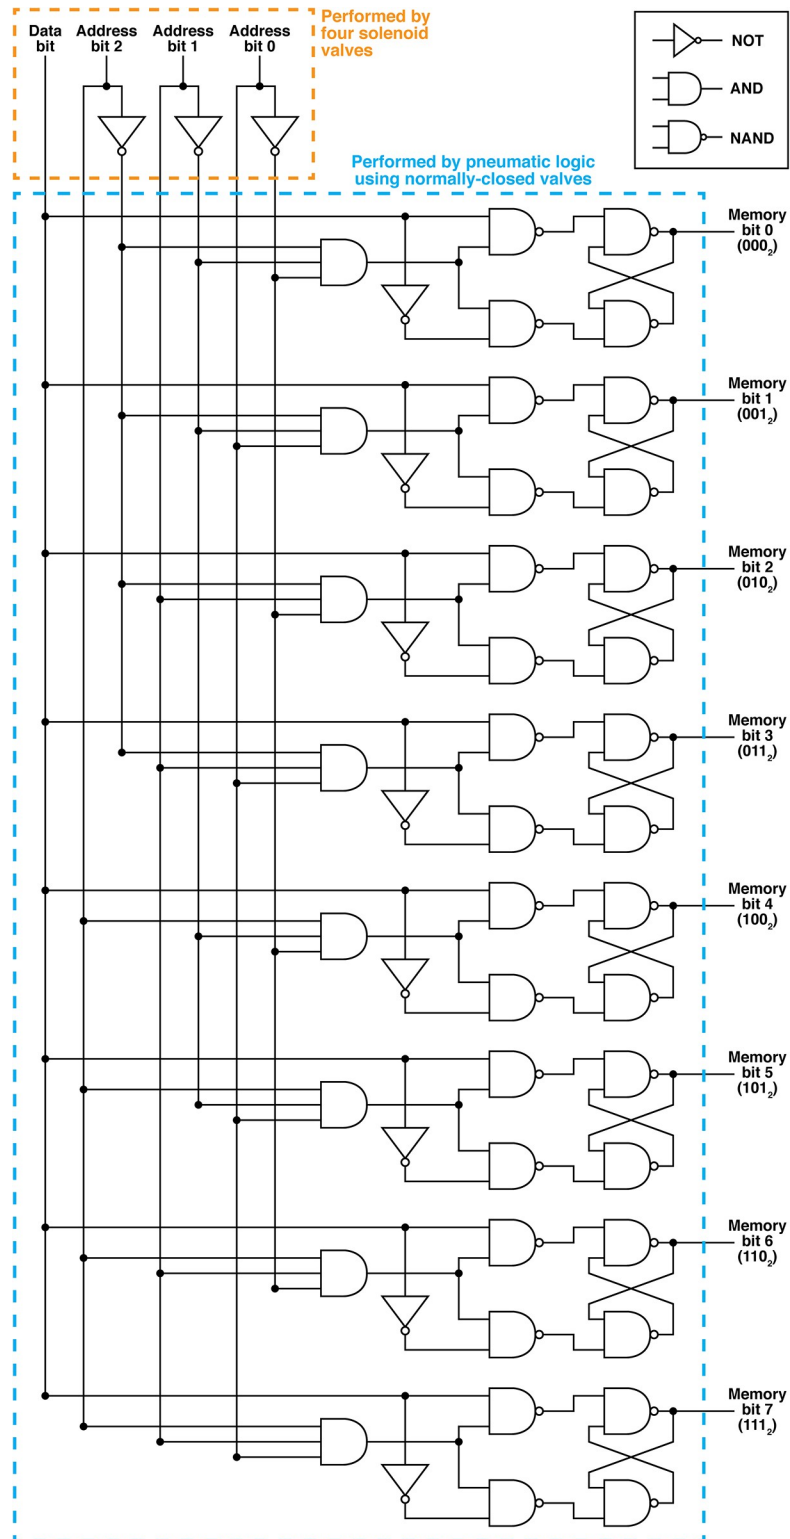 Data
bit
Address
bit 2
Address
bit 1
Address
bit 0
Performed by
four solenoid
valves
NOT
AND
NAND
Performed by pneumatic logic
using normally-closed valves
Memory
bit 0
(000₂)
Memory
bit 1
(001₂)
Memory
bit 2
(010₂)
Memory
bit 3
(011₂)
Memory
bit 4
(100₂)
Memory
bit 5
(101₂)
Memory
bit 6
(110₂)
Memory
bit 7
(111₂)